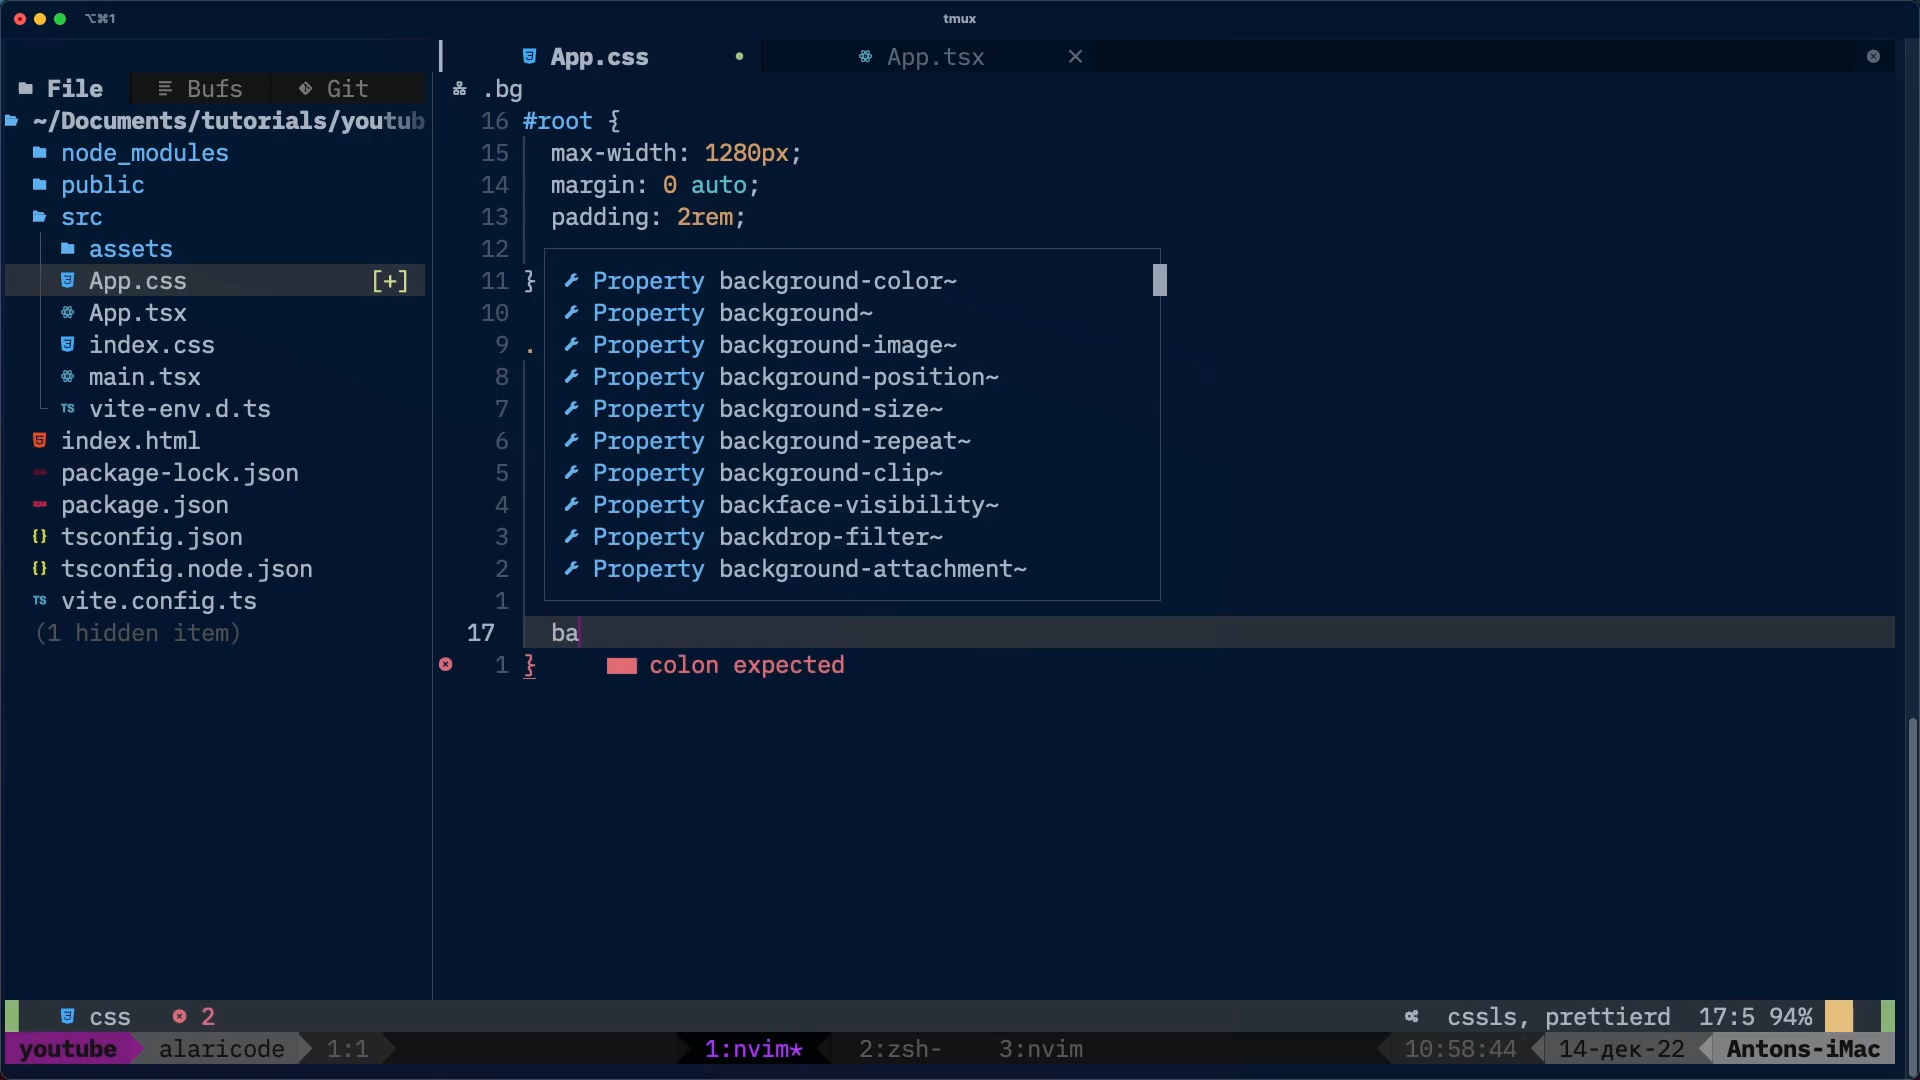 ⌥⌘1
tmux
App.css
App.tsx
File
Bufs
Git
~/Documents/tutorials/youtub
node_modules
public
src
assets
App.css [+]
App.tsx
index.css
main.tsx
TS vite-env.d.ts
index.html
package-lock.json
package.json
{} tsconfig.json
{} tsconfig.node.json
TS vite.config.ts
(1 hidden item)
.bg
16 #root {
15 max-width: 1280px;
14 margin: 0 auto;
13 padding: 2rem;
12
11 } Property background-color~
10 Property background~
9 . Property background-image~
8 Property background-position~
7 Property background-size~
6 Property background-repeat~
5 Property background-clip~
4 Property backface-visibility~
3 Property backdrop-filter~
2 Property background-attachment~
1
17 ba
1 } colon expected
css 2 cssls, prettierd 17:5 94%
youtube alaricode 1:1 1:nvim* 2:zsh- 3:nvim 10:58:44 14-дек-22 Antons-iMac